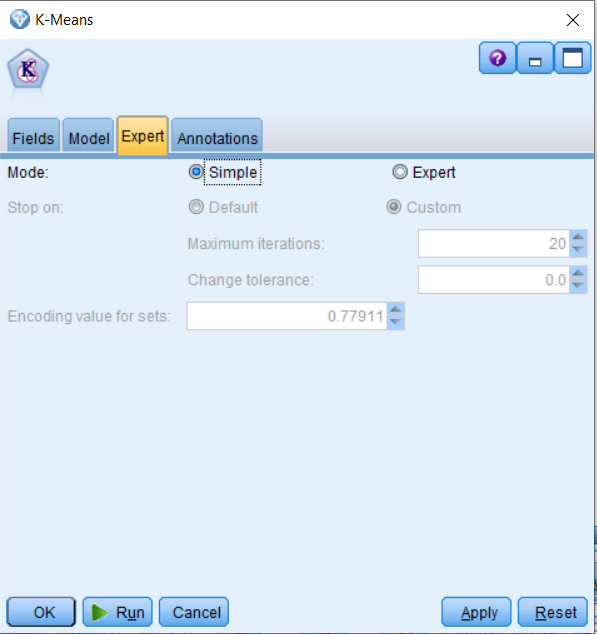 K-Means
Fields Model Expert Annotations
Mode: Simple Expert
Stop on: Default Custom
Maximum iterations: 20
Change tolerance: 0.0
Encoding value for sets: 0.77911
OK Run Cancel Apply Reset